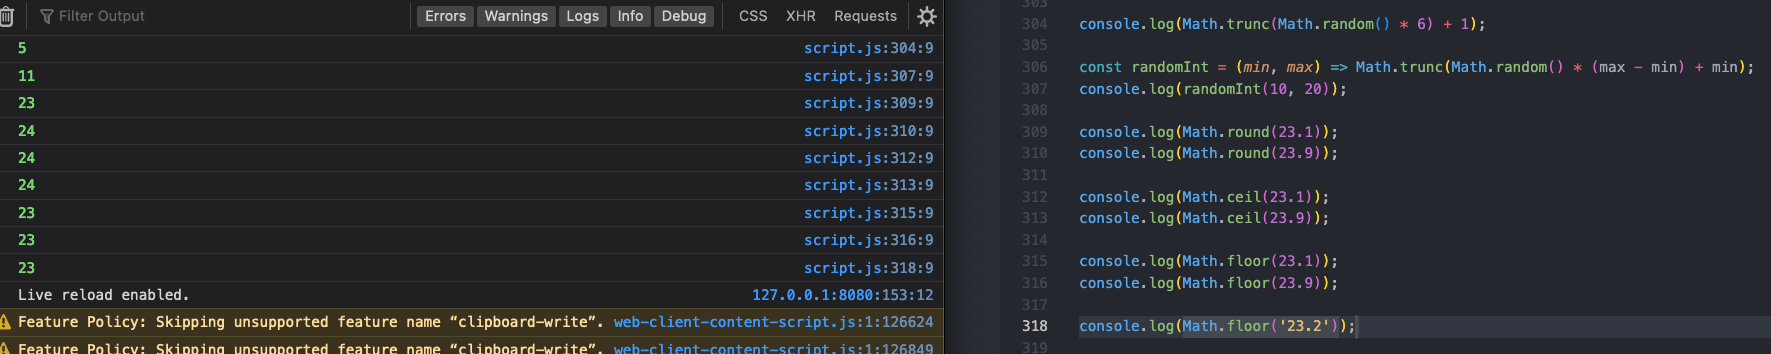 Filter Output Errors Warnings Logs Info Debug CSS XHR Requests
5 script.js:304:9
11 script.js:307:9
23 script.js:309:9
24 script.js:310:9
24 script.js:312:9
24 script.js:313:9
23 script.js:315:9
23 script.js:316:9
23 script.js:318:9
Live reload enabled. 127.0.0.1:8080:153:12
Feature Policy: Skipping unsupported feature name “clipboard-write”. web-client-content-script.js:1:126624
Feature Policy: Skipping unsupported feature name “clipboard-write”. web-client-content-script.js:1:126849
303
304 console.log(Math.trunc(Math.random() * 6) + 1);
305
306 const randomInt = (min, max) => Math.trunc(Math.random() * (max - min) + min);
307 console.log(randomInt(10, 20));
308
309 console.log(Math.round(23.1));
310 console.log(Math.round(23.9));
311
312 console.log(Math.ceil(23.1));
313 console.log(Math.ceil(23.9));
314
315 console.log(Math.floor(23.1));
316 console.log(Math.floor(23.9));
317
318 console.log(Math.floor('23.2'));
319